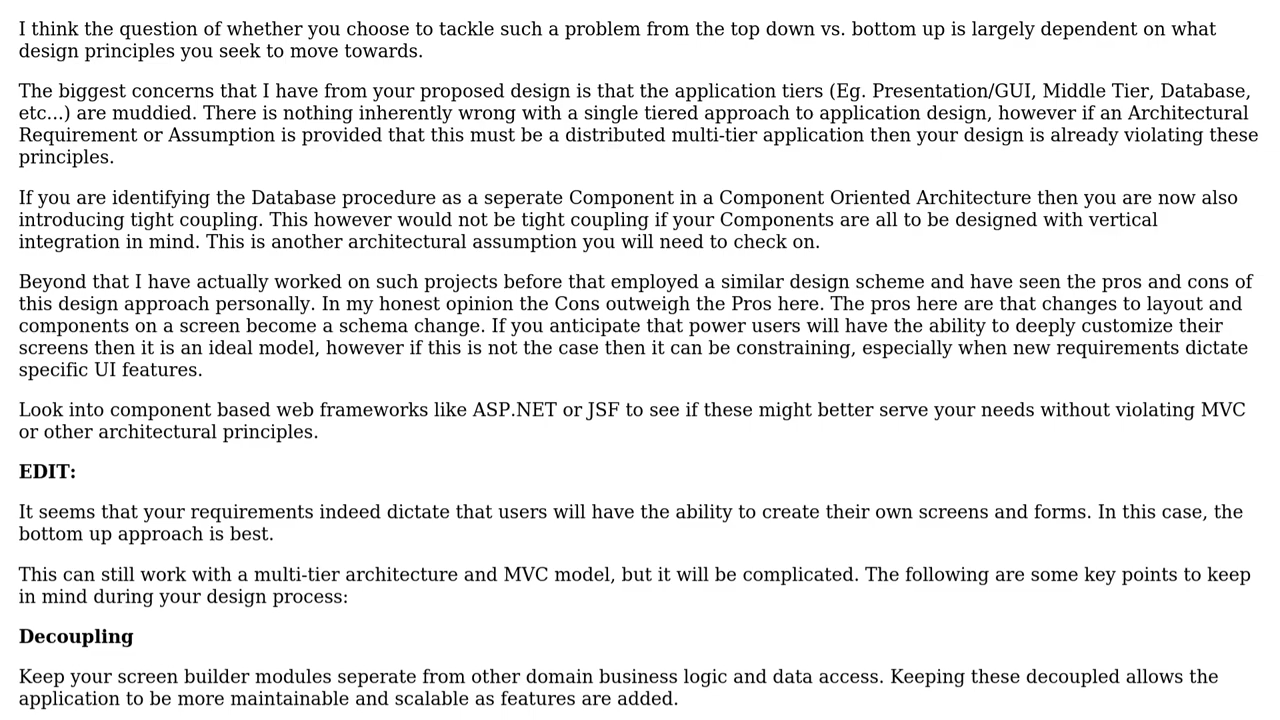 I think the question of whether you choose to tackle such a problem from the top down vs. bottom up is largely dependent on what
design principles you seek to move towards.
The biggest concerns that I have from your proposed design is that the application tiers (Eg. Presentation/GUI, Middle Tier, Database,
etc...) are muddied. There is nothing inherently wrong with a single tiered approach to application design, however if an Architectural
Requirement or Assumption is provided that this must be a distributed multi-tier application then your design is already violating these
principles.
If you are identifying the Database procedure as a seperate Component in a Component Oriented Architecture then you are now also
introducing tight coupling. This however would not be tight coupling if your Components are all to be designed with vertical
integration in mind. This is another architectural assumption you will need to check on.
Beyond that I have actually worked on such projects before that employed a similar design scheme and have seen the pros and cons of
this design approach personally. In my honest opinion the Cons outweigh the Pros here. The pros here are that changes to layout and
components on a screen become a schema change. If you anticipate that power users will have the ability to deeply customize their
screens then it is an ideal model, however if this is not the case then it can be constraining, especially when new requirements dictate
specific UI features.
Look into component based web frameworks like ASP.NET or JSF to see if these might better serve your needs without violating MVC
or other architectural principles.
EDIT:
It seems that your requirements indeed dictate that users will have the ability to create their own screens and forms. In this case, the
bottom up approach is best.
This can still work with a multi-tier architecture and MVC model, but it will be complicated. The following are some key points to keep
in mind during your design process:
Decoupling
Keep your screen builder modules seperate from other domain business logic and data access. Keeping these decoupled allows the
application to be more maintainable and scalable as features are added.